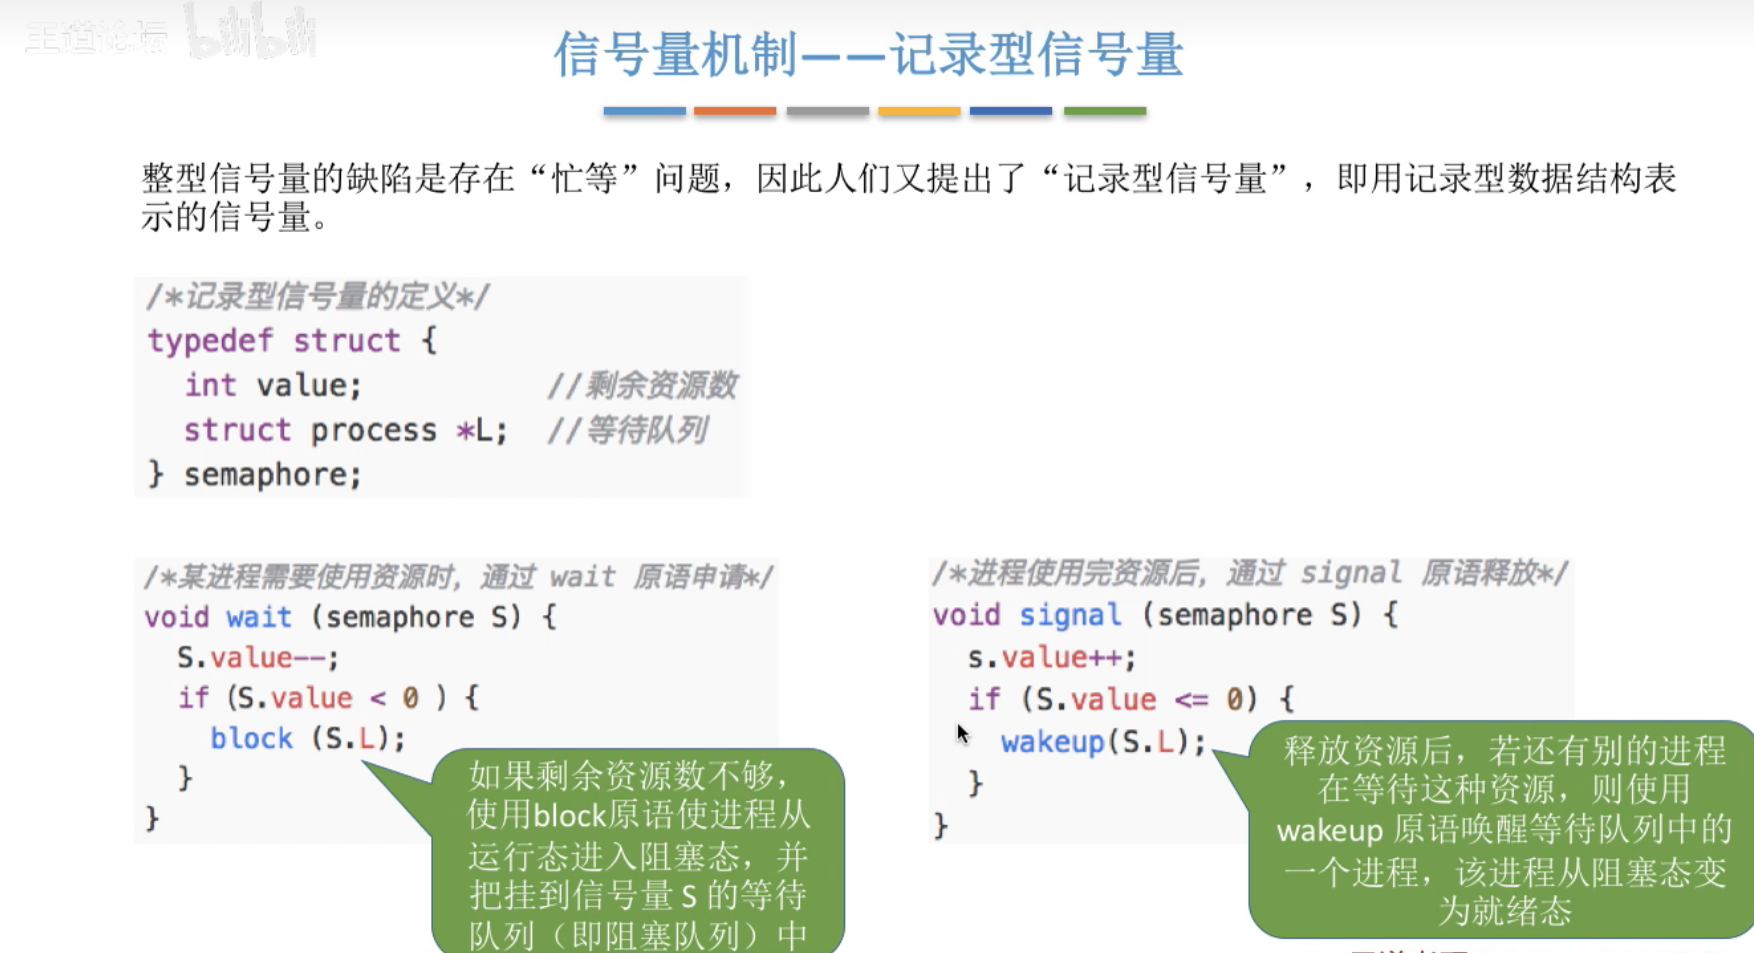 王道论坛 bilibili
信号量机制——记录型信号量
整型信号量的缺陷是存在“忙等”问题，因此人们又提出了“记录型信号量”，即用记录型数据结构表
示的信号量。
/*记录型信号量的定义*/
typedef struct {
int value; //剩余资源数
struct process *L; //等待队列
} semaphore;
/*某进程需要使用资源时，通过 wait 原语申请*/
void wait (semaphore S) {
S.value--;
if (S.value < 0 ) {
block (S.L);
}
}
如果剩余资源数不够，
使用block原语使进程从
运行态进入阻塞态，并
把挂到信号量 S 的等待
队列（即阻塞队列）中
/*进程使用完资源后，通过 signal 原语释放*/
void signal (semaphore S) {
s.value++;
if (S.value <= 0) {
wakeup(S.L);
}
}
释放资源后，若还有别的进程
在等待这种资源，则使用
wakeup 原语唤醒等待队列中的
一个进程，该进程从阻塞态变
为就绪态